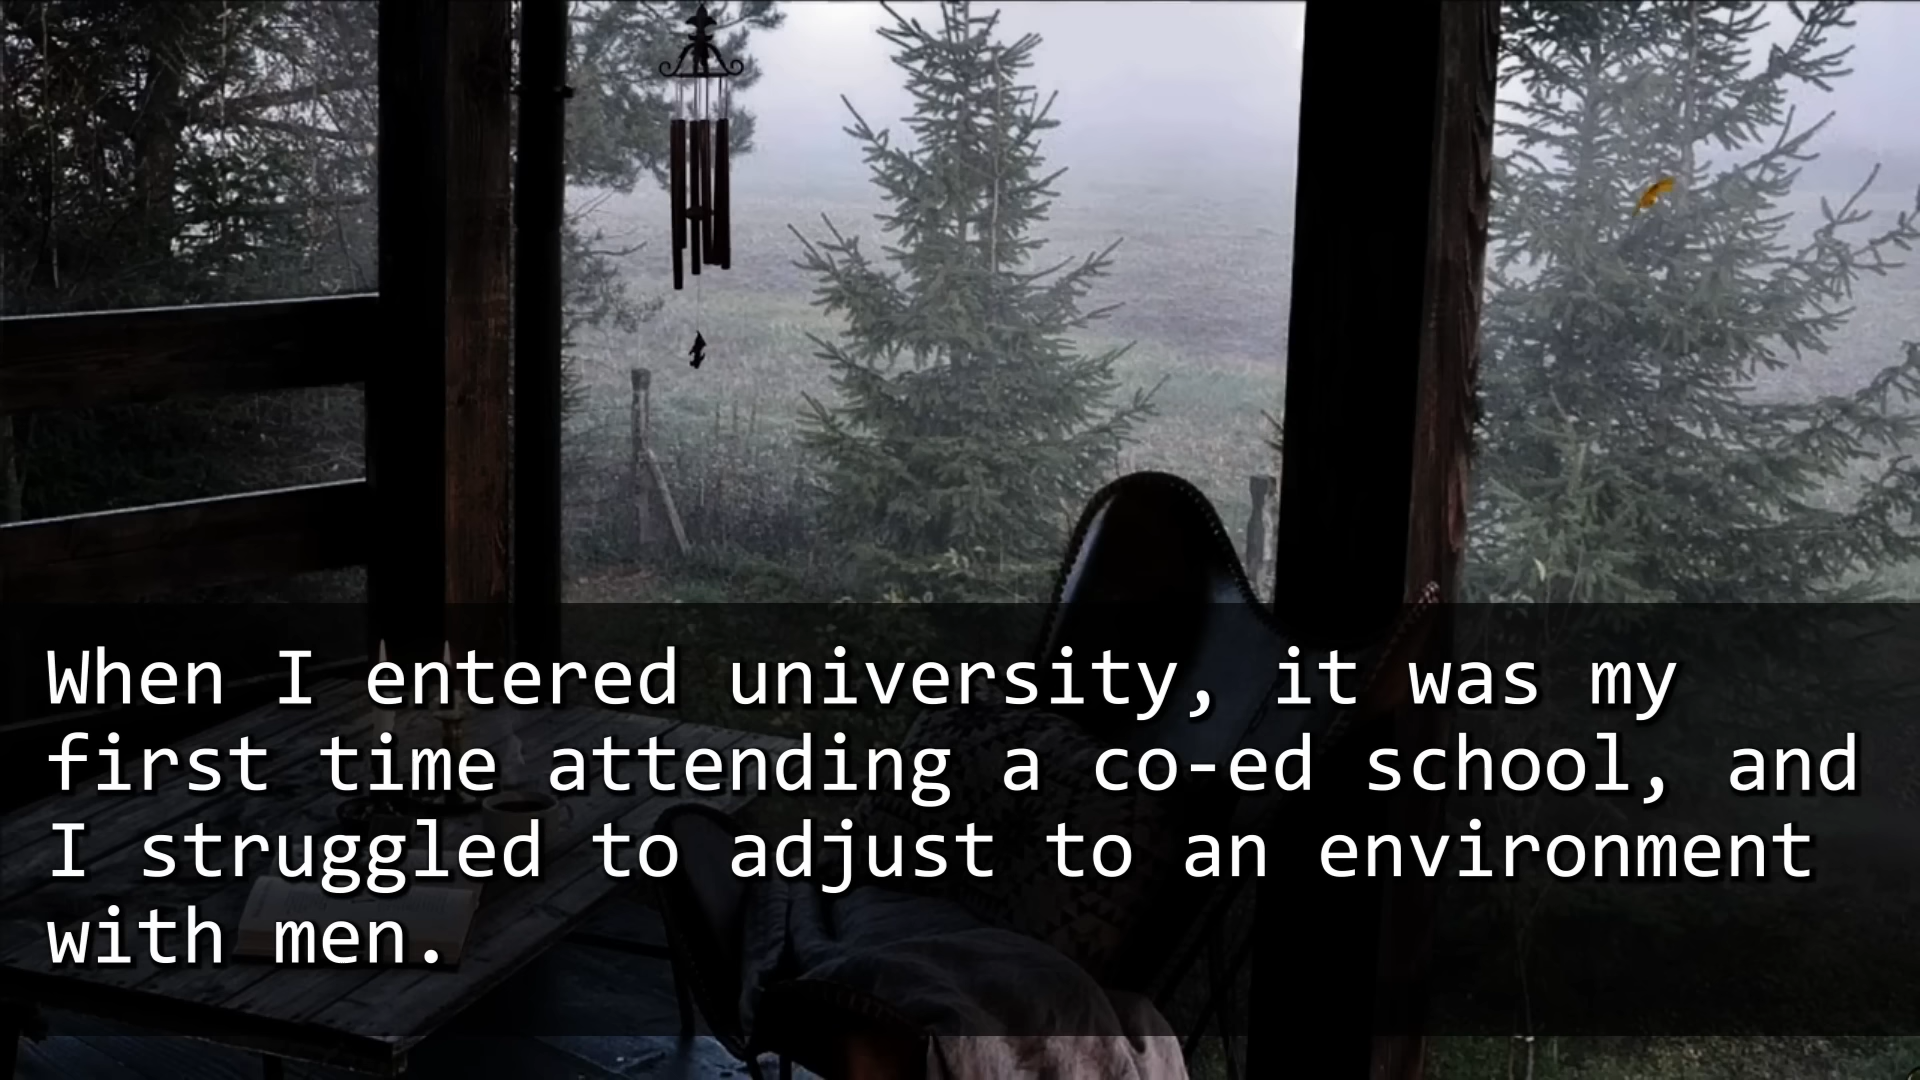 When I entered university, it was my
first time attending a co-ed school, and
I struggled to adjust to an environment
with men.